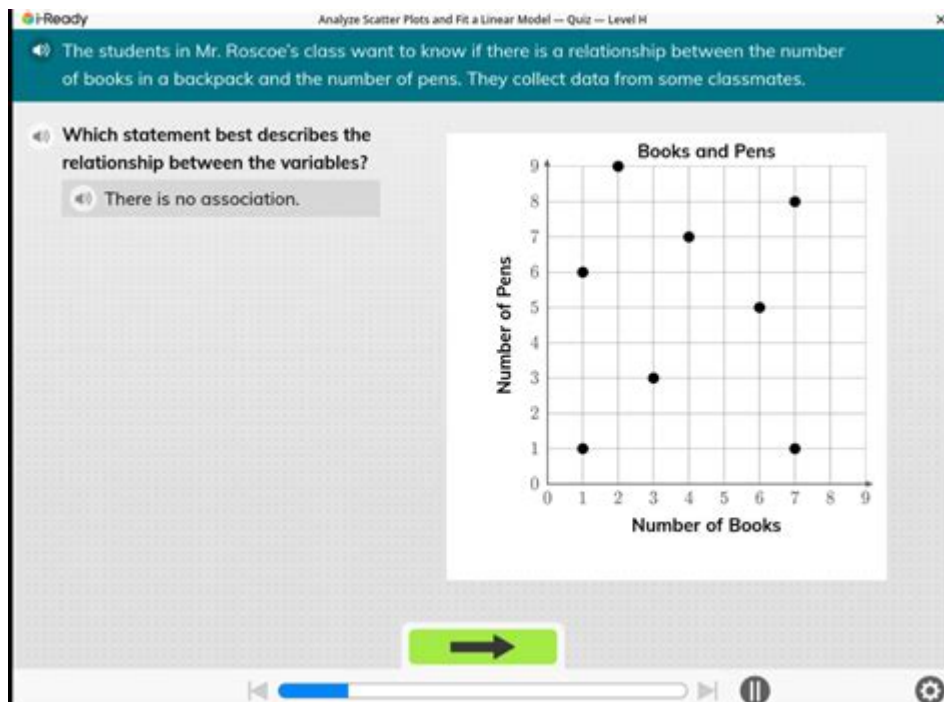 i-Ready
Analyze Scatter Plots and Fit a Linear Model — Quiz — Level H
The students in Mr. Roscoe's class want to know if there is a relationship between the number
of books in a backpack and the number of pens. They collect data from some classmates.
Which statement best describes the
relationship between the variables?
There is no association.
Books and Pens
Number of Pens
9
8
7
6
5
4
3
2
1
0
0 1 2 3 4 5 6 7 8 9
Number of Books